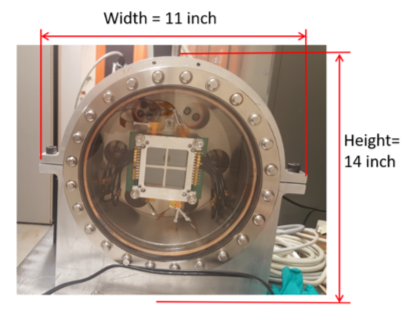 Width = 11 inch
Height=
14 inch